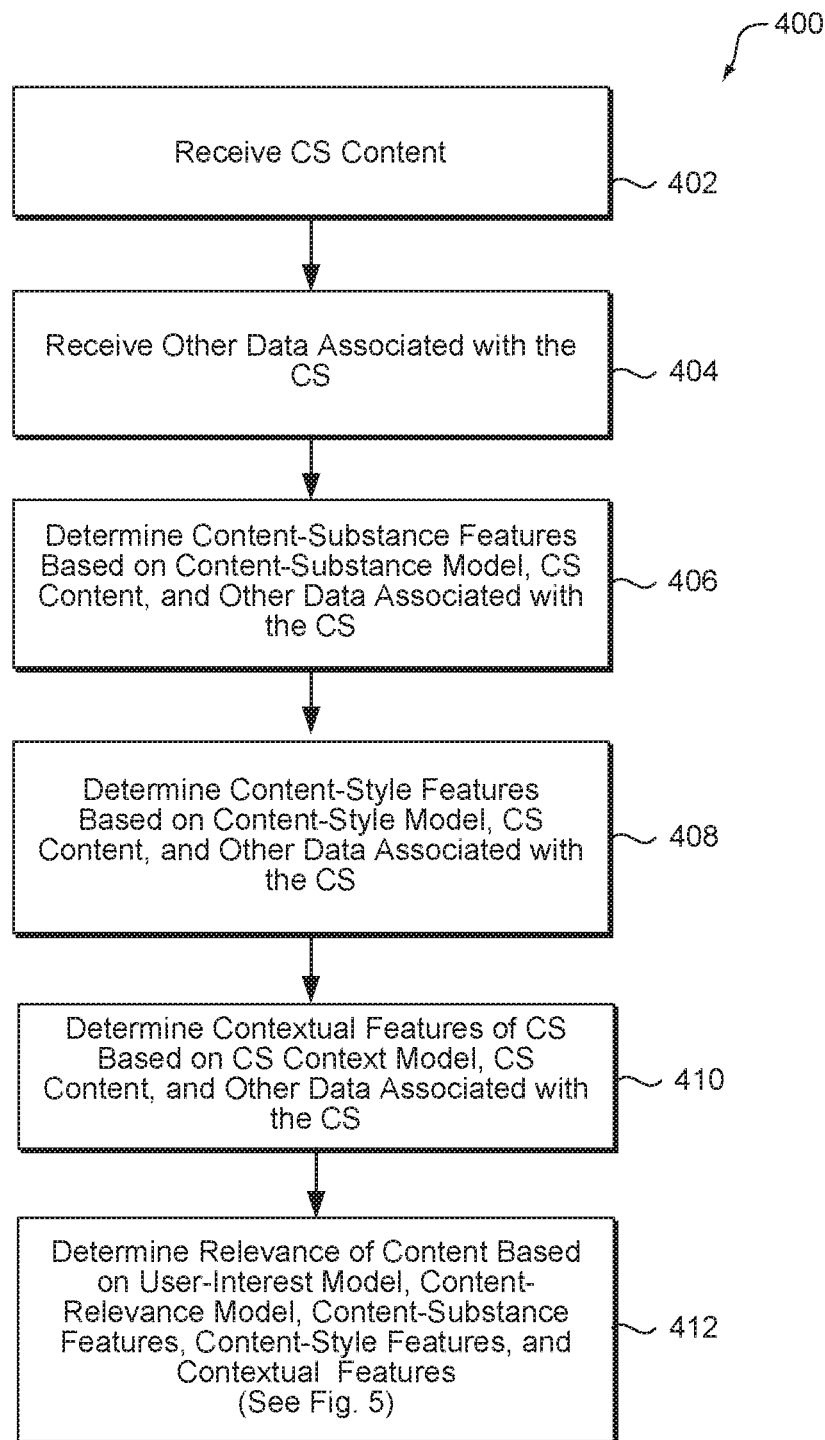 400
Receive CS Content
402
Receive Other Data Associated with the
CS
404
Determine Content-Substance Features
Based on Content-Substance Model, CS
Content, and Other Data Associated with
the CS
406
Determine Content-Style Features
Based on Content-Style Model, CS
Content, and Other Data Associated with
the CS
408
Determine Contextual Features of CS
Based on CS Context Model, CS
Content, and Other Data Associated with
the CS
410
Determine Relevance of Content Based
on User-Interest Model, Content-
Relevance Model, Content-Substance
Features, Content-Style Features, and
Contextual Features
(See Fig. 5)
412